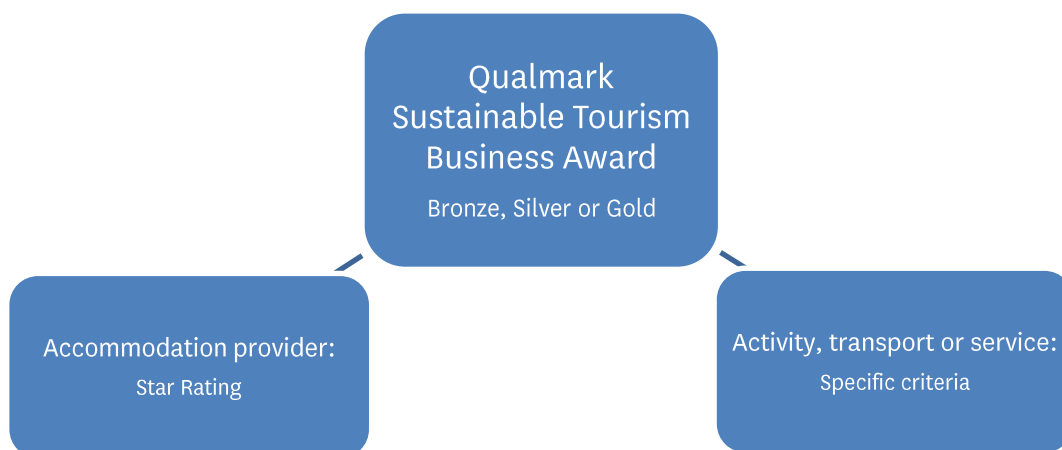 Qualmark
Sustainable Tourism
Business Award
Bronze, Silver or Gold
Accommodation provider:
Star Rating
Activity, transport or service:
Specific criteria